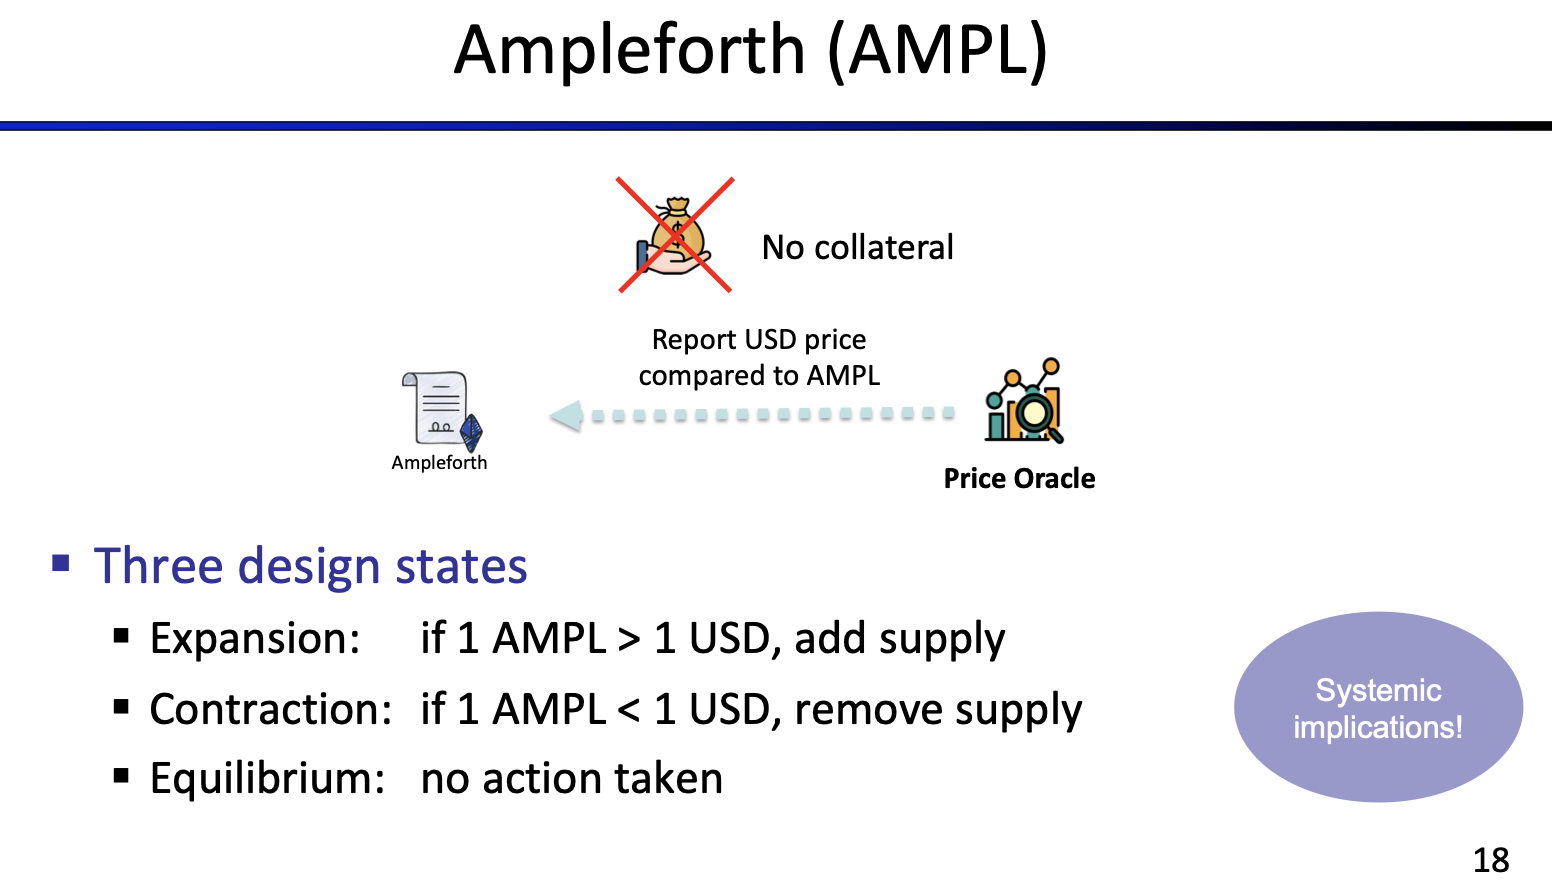 Ampleforth (AMPL)
No collateral
Report USD price
compared to AMPL
Ampleforth
Price Oracle
Three design states
Expansion: if 1 AMPL > 1 USD, add supply
Contraction: if 1 AMPL < 1 USD, remove supply
Equilibrium: no action taken
Systemic
implications!
18